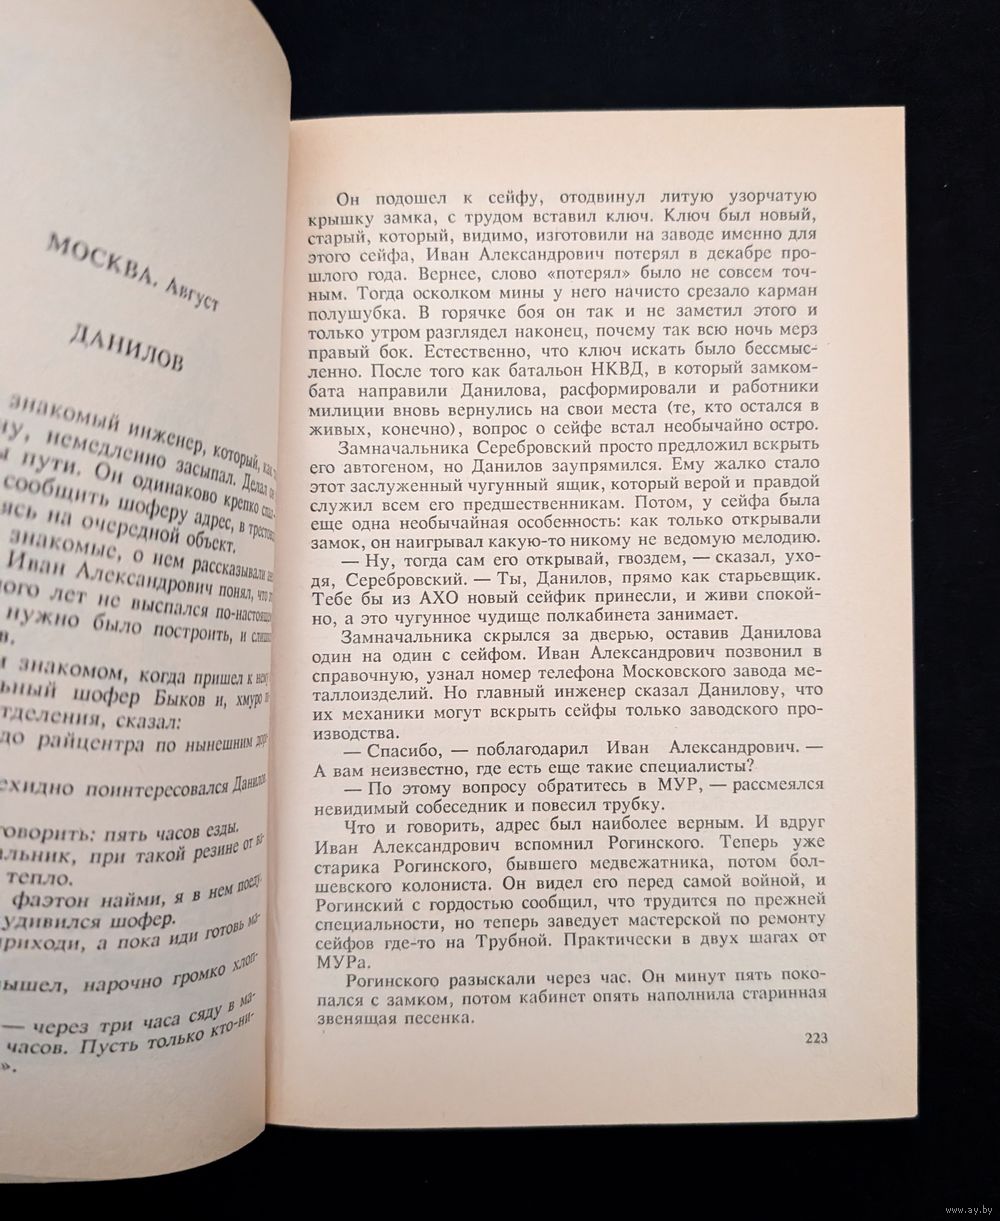 МОСКВА. Август
ДАНИЛОВ
знакомый инженер, который, как
немедленно засыпал. Делал
пути. Он одинаково крепко
сообщить шоферу адрес, в
на очередной объект.
знакомые, о нем рассказывали
Иван Александрович понял, что
лет не выспался по-настоящему
нужно было построить, и
знакомом, когда пришел к нему
шофер Быков и, хмуро
сказал:
до райцентра по нынешним
поинтересовался Данилов.
говорить: пять часов езды.
при такой резине от
тепло.
фаэтон найми, я в нем поеду.
удивился шофер.
приходи, а пока иди готовь ма-
нарочно громко хлоп-
— через три часа сяду в ма-
часов. Пусть только кто-ни-
».
Он подошел к сейфу, отодвинул литую узорчатую
крышку замка, с трудом вставил ключ. Ключ был новый,
старый, который, видимо, изготовили на заводе именно для
этого сейфа, Иван Александрович потерял в декабре про-
шлого года. Вернее, слово «потерял» было не совсем точ-
ным. Тогда осколком мины у него начисто срезало карман
полушубка. В горячке боя он так и не заметил этого и
только утром разглядел наконец, почему так всю ночь мерз
правый бок. Естественно, что ключ искать было бессмыс-
ленно. После того как батальон НКВД, в который замком-
бата направили Данилова, расформировали и работники
милиции вновь вернулись на свои места (те, кто остался в
живых, конечно), вопрос о сейфе встал необычайно остро.
Замначальника Серебровский просто предложил вскрыть
его автогеном, но Данилов заупрямился. Ему жалко стало
этот заслуженный чугунный ящик, который верой и правдой
служил всем его предшественникам. Потом, у сейфа была
еще одна необычайная особенность: как только открывали
замок, он наигрывал какую-то никому не ведомую мелодию.
— Ну, тогда сам его открывай, гвоздем, — сказал, ухо-
дя, Серебровский. — Ты, Данилов, прямо как старьевщик.
Тебе бы из АХО новый сейфик принесли, и живи спокой-
но, а это чугунное чудище полкабинета занимает.
Замначальника скрылся за дверью, оставив Данилова
один на один с сейфом. Иван Александрович позвонил в
справочную, узнал номер телефона Московского завода ме-
таллоизделий. Но главный инженер сказал Данилову, что
их механики могут вскрыть сейфы только заводского про-
изводства.
— Спасибо, — поблагодарил Иван Александрович. —
А вам неизвестно, где есть еще такие специалисты?
— По этому вопросу обратитесь в МУР, — рассмеялся
невидимый собеседник и повесил трубку.
Что и говорить, адрес был наиболее верным. И вдруг
Иван Александрович вспомнил Рогинского. Теперь уже
старика Рогинского, бывшего медвежатника, потом бол-
шевского колониста. Он видел его перед самой войной, и
Рогинский с гордостью сообщил, что трудится по прежней
специальности, но теперь заведует мастерской по ремонту
сейфов где-то на Трубной. Практически в двух шагах от
МУРа.
Рогинского разыскали через час. Он минут пять поко-
пался с замком, потом кабинет опять наполнила старинная
звенящая песенка.
223
www.ay.by